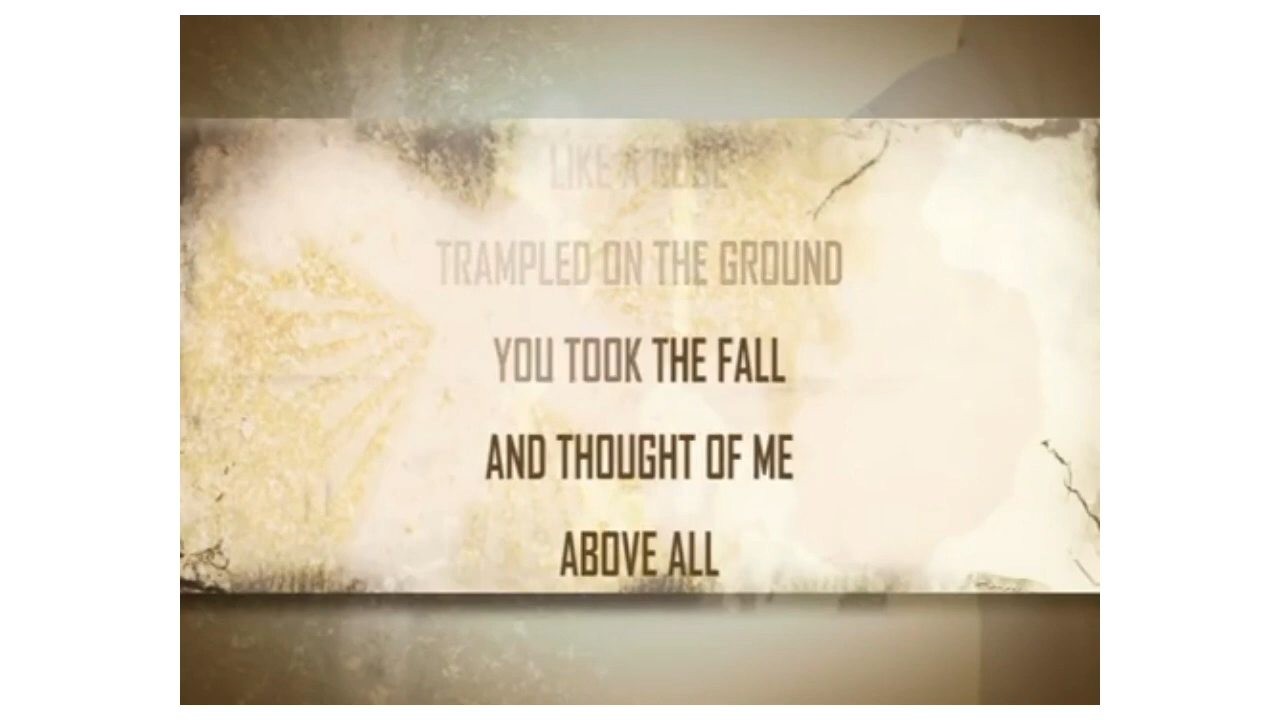 LIKE A ROSE
TRAMPLED ON THE GROUND
YOU TOOK THE FALL
AND THOUGHT OF ME
ABOVE ALL